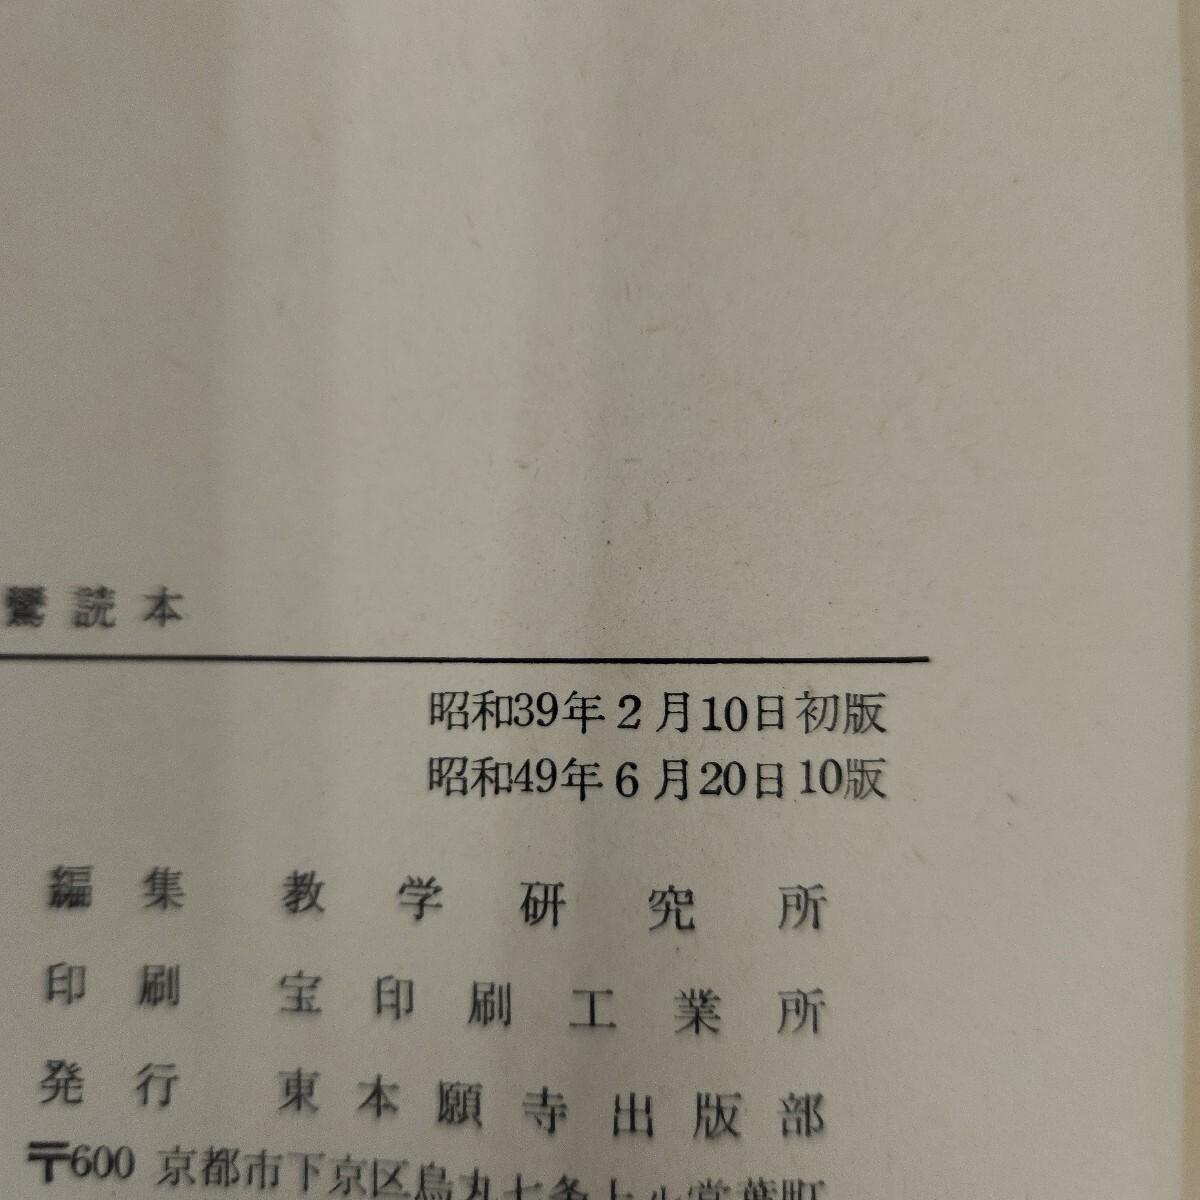 鸞読本
昭和39年2月10日初版
昭和49年6月20日10版
編集 教学研究所
印刷 宝印刷工業所
発行 東本願寺出版部
〒600 京都市下京区烏丸七条上ル常葉町